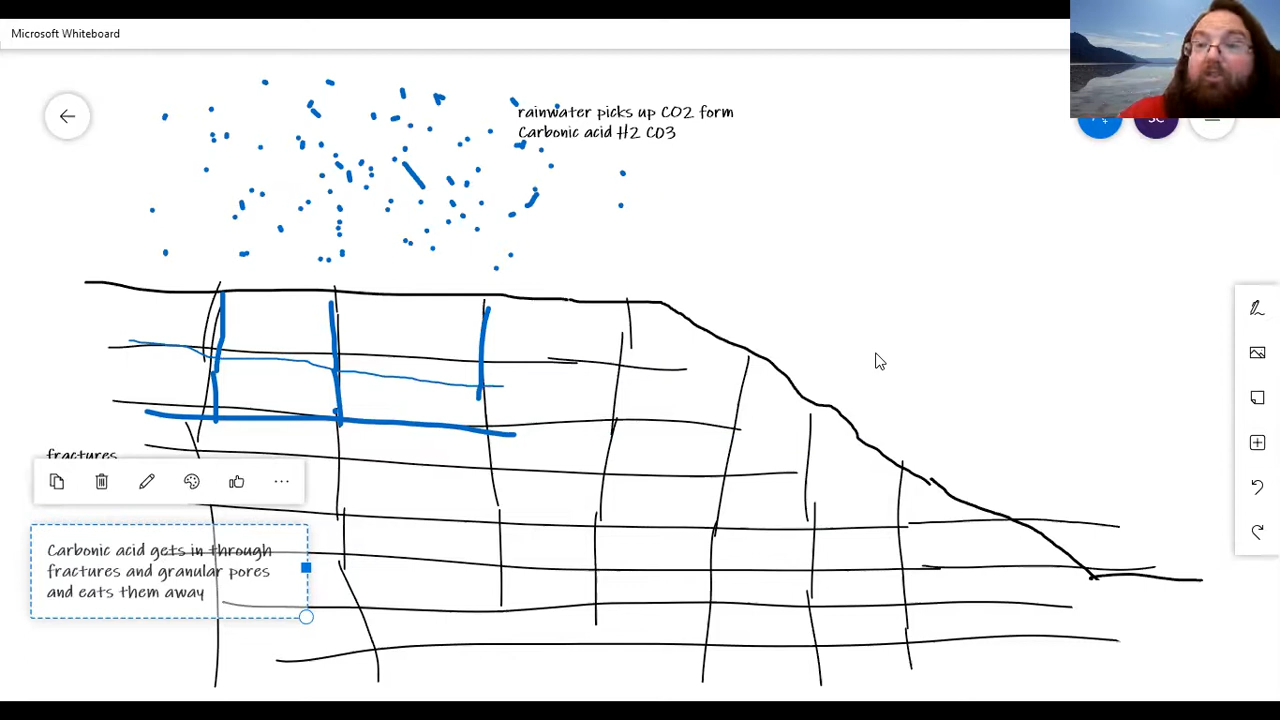 Microsoft Whiteboard
rainwater picks up CO2 form
Carbonic acid H2 CO3
fractures
Carbonic acid gets in through
fractures and granular pores
and eats them away